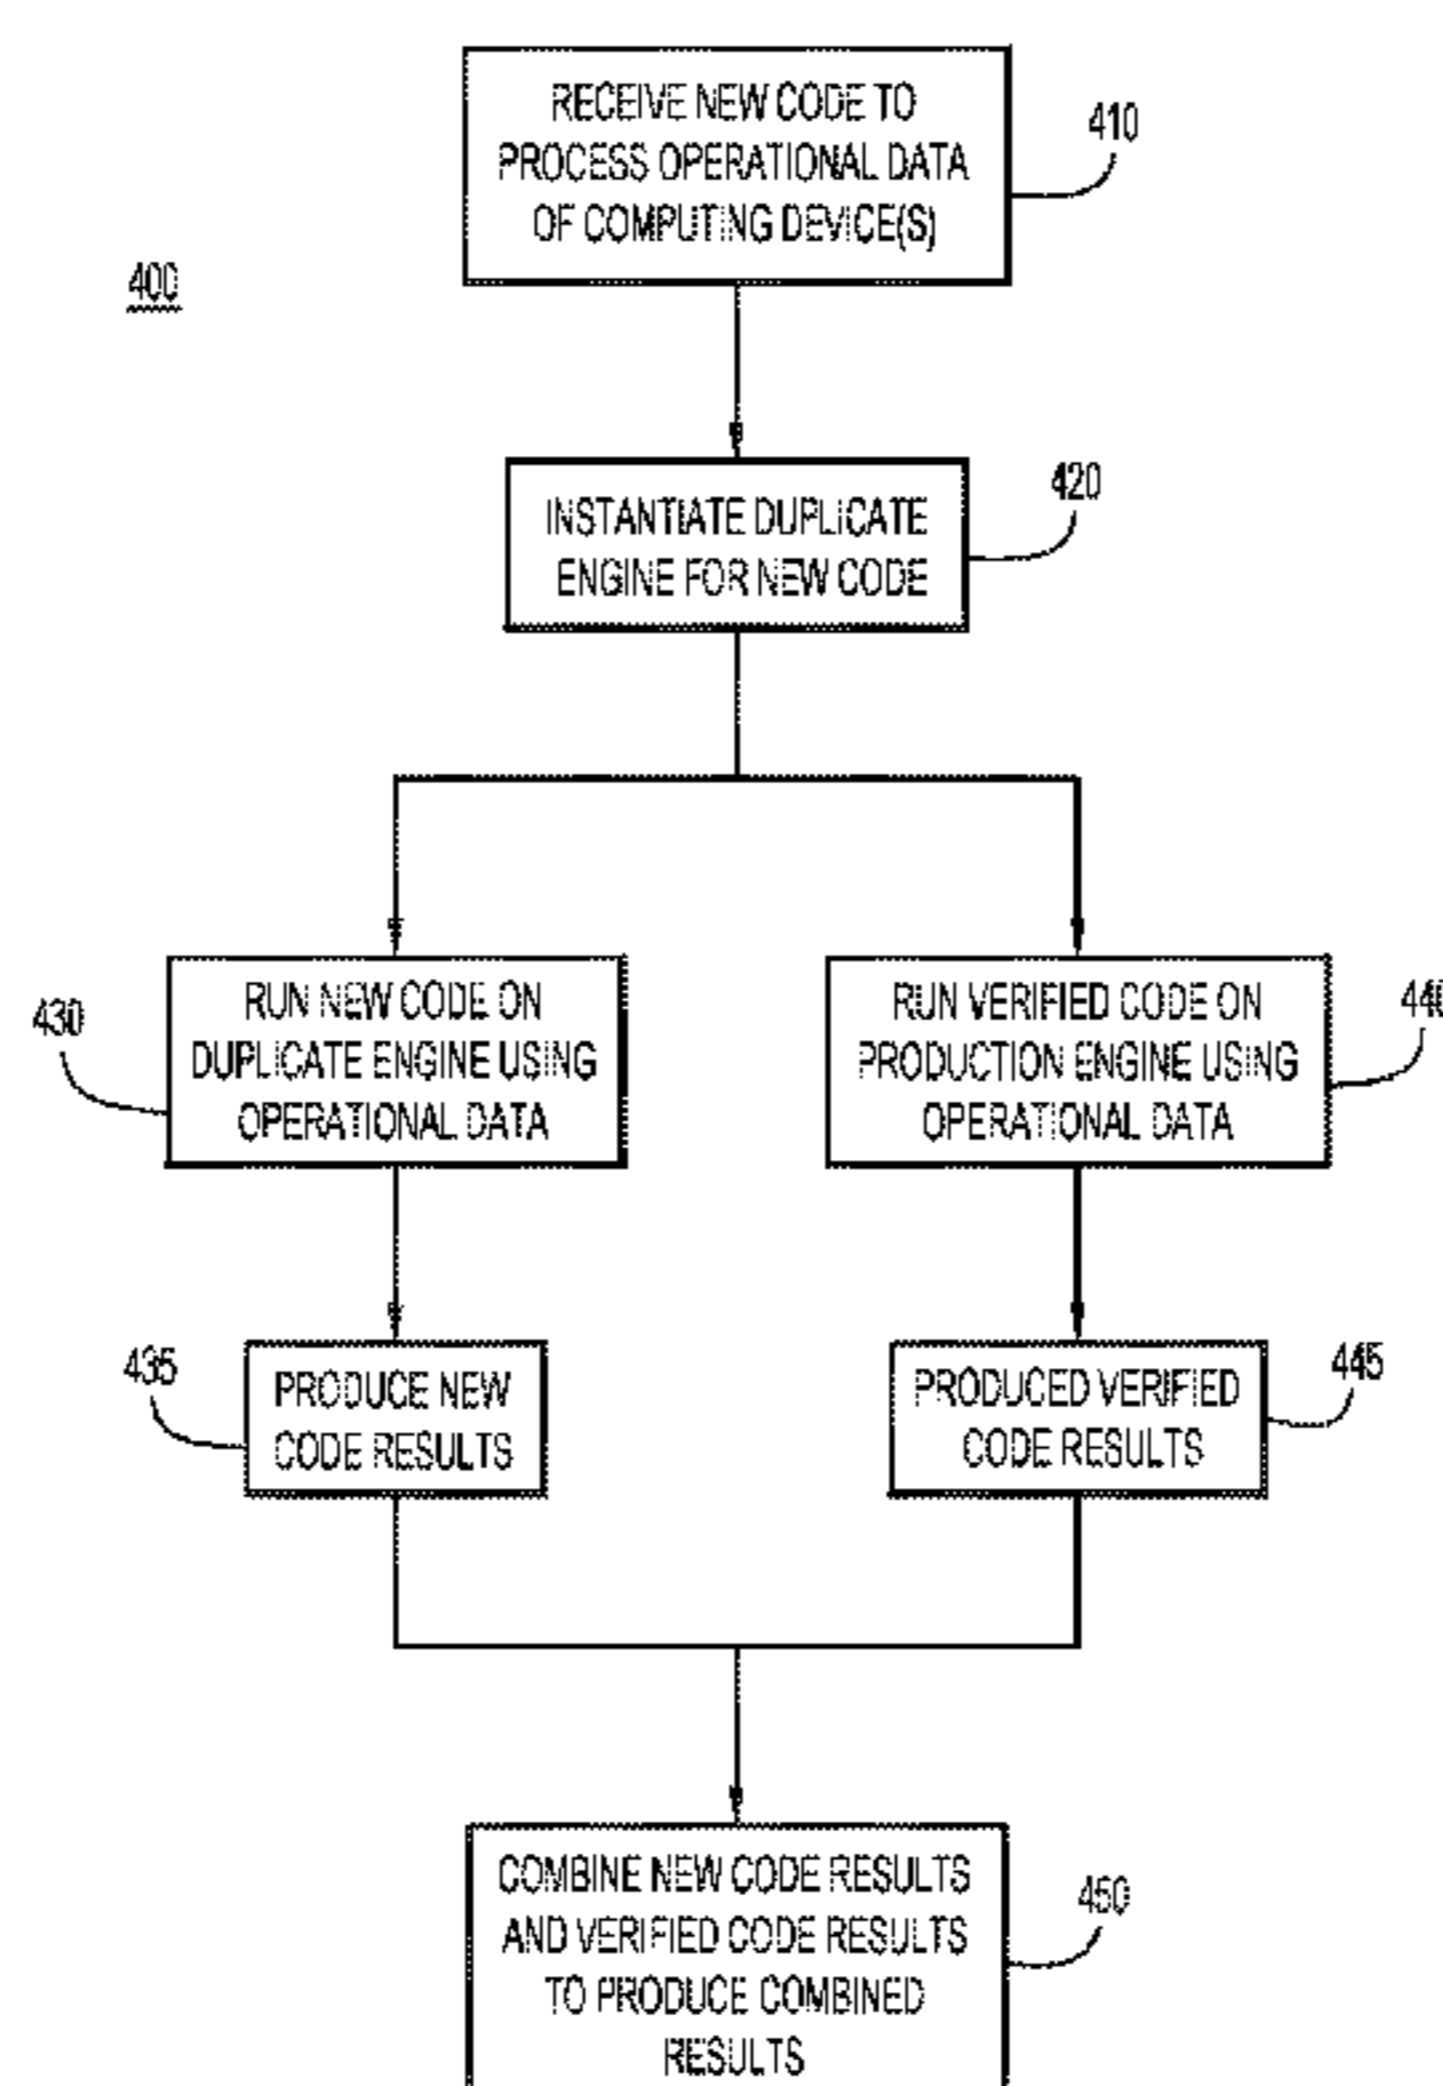 RECEIVE NEW CODE TO
PROCESS OPERATIONAL DATA
OF COMPUTING DEVICE(S)
410
400
INSTANTIATE DUPLICATE
ENGINE FOR NEW CODE
420
430
RUN NEW CODE ON
DUPLICATE ENGINE USING
OPERATIONAL DATA
RUN VERIFIED CODE ON
PRODUCTION ENGINE USING
OPERATIONAL DATA
440
435
PRODUCE NEW
CODE RESULTS
PRODUCED VERIFIED
CODE RESULTS
445
COMBINE NEW CODE RESULTS
AND VERIFIED CODE RESULTS
TO PRODUCE COMBINED
RESULTS
450